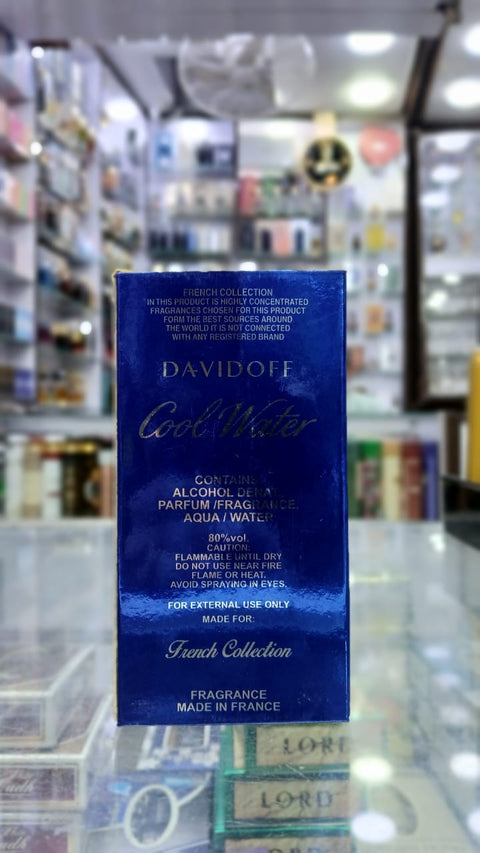 FRENCH COLLECTION
IN THIS PRODUCT IS HIGHLY CONCENTRATED
FRAGRANCES CHOSEN FOR THIS PRODUCT
FORM THE BEST SOURCES AROUND
THE WORLD IT IS NOT CONNECTED
WITH ANY REGISTERED BRAND
DAVIDOFF
Cool Water
CONTAINS
ALCOHOL DENAT.
PARFUM /FRAGRANCE,
AQUA / WATER
80%vol.
CAUTION:
FLAMMABLE UNTIL DRY
DO NOT USE NEAR FIRE
FLAME OR HEAT.
AVOID SPRAYING IN EYES.
FOR EXTERNAL USE ONLY
MADE FOR:
French Collection
FRAGRANCE
MADE IN FRANCE
LORD
LORD